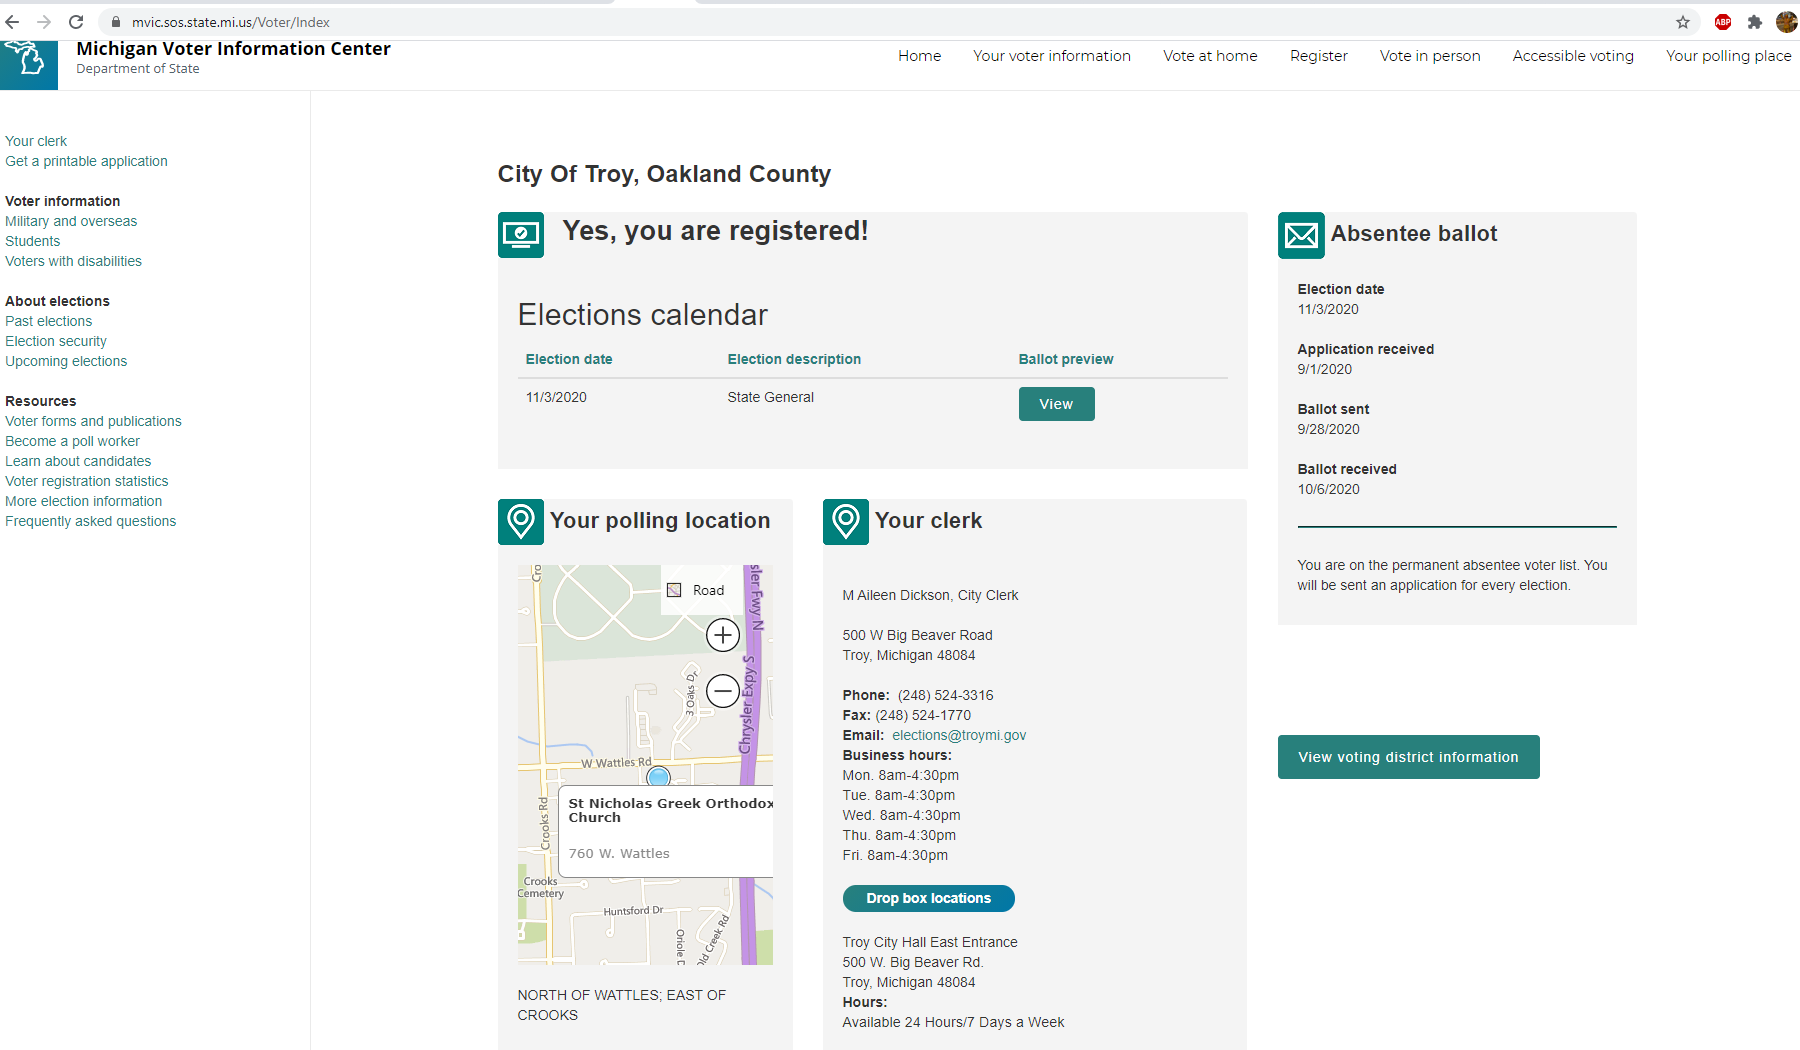 mvic.sos.state.mi.us/Voter/Index
ABP
Michigan Voter Information Center
Department of State
Home
Your voter information
Vote at home
Register
Vote in person
Accessible voting
Your polling place
Your clerk
Get a printable application
Voter information
Military and overseas
Students
Voters with disabilities
About elections
Past elections
Election security
Upcoming elections
Resources
Voter forms and publications
Become a poll worker
Learn about candidates
Voter registration statistics
More election information
Frequently asked questions
City Of Troy, Oakland County
Yes, you are registered!
Elections calendar
Election date Election description Ballot preview
11/3/2020 State General View
Absentee ballot
Election date
11/3/2020
Application received
9/1/2020
Ballot sent
9/28/2020
Ballot received
10/6/2020
You are on the permanent absentee voter list. You
will be sent an application for every election.
View voting district information
Your polling location
Road
Cro
sler Fwy N
Chrysler Expy S
3 Oaks Dr
W Wattles Rd
St Nicholas Greek Orthodox
Church
760 W. Wattles
Crooks Rd
Crooks
Cemetery
Huntsford Dr
Oriole D
Old Creek Rd
NORTH OF WATTLES; EAST OF
CROOKS
Your clerk
M Aileen Dickson, City Clerk
500 W Big Beaver Road
Troy, Michigan 48084
Phone: (248) 524-3316
Fax: (248) 524-1770
Email: elections@troymi.gov
Business hours:
Mon. 8am-4:30pm
Tue. 8am-4:30pm
Wed. 8am-4:30pm
Thu. 8am-4:30pm
Fri. 8am-4:30pm
Drop box locations
Troy City Hall East Entrance
500 W. Big Beaver Rd.
Troy, Michigan 48084
Hours:
Available 24 Hours/7 Days a Week